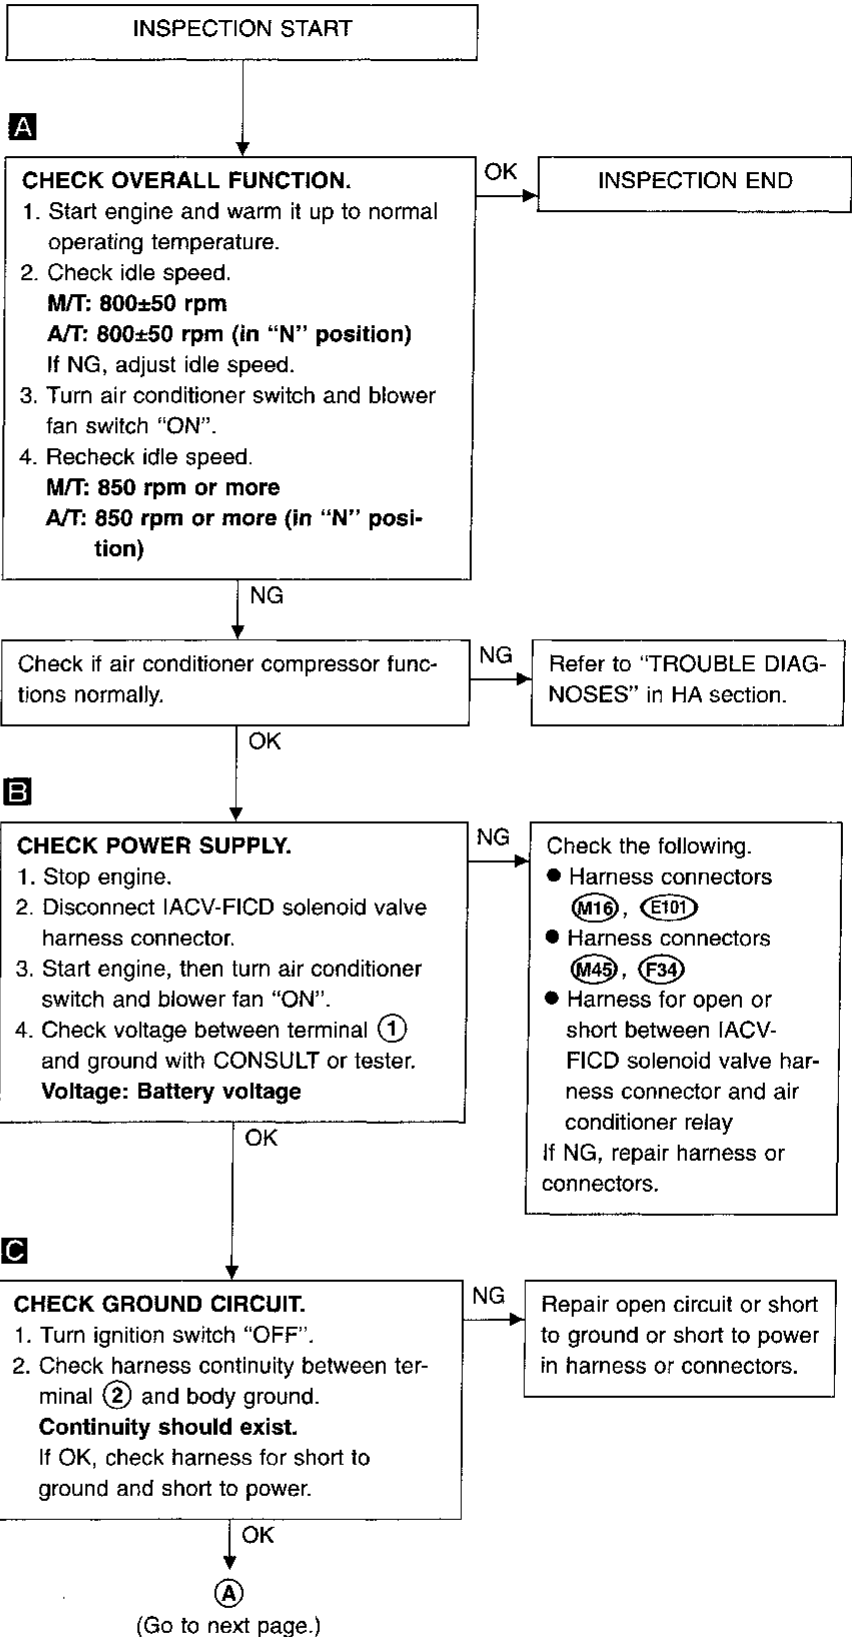 INSPECTION START
A
CHECK OVERALL FUNCTION.
1. Start engine and warm it up to normal
operating temperature.
2. Check idle speed.
M/T: 800±50 rpm
A/T: 800±50 rpm (in “N” position)
If NG, adjust idle speed.
3. Turn air conditioner switch and blower
fan switch “ON”.
4. Recheck idle speed.
M/T: 850 rpm or more
A/T: 850 rpm or more (in “N” posi-
tion)
OK
INSPECTION END
NG
Check if air conditioner compressor func-
tions normally.
NG
Refer to “TROUBLE DIAG-
NOSES” in HA section.
OK
B
CHECK POWER SUPPLY.
1. Stop engine.
2. Disconnect IACV-FICD solenoid valve
harness connector.
3. Start engine, then turn air conditioner
switch and blower fan “ON”.
4. Check voltage between terminal ①
and ground with CONSULT or tester.
Voltage: Battery voltage
NG
Check the following.
● Harness connectors
M16, E101
● Harness connectors
M45, F34
● Harness for open or
short between IACV-
FICD solenoid valve har-
ness connector and air
conditioner relay
If NG, repair harness or
connectors.
OK
C
CHECK GROUND CIRCUIT.
1. Turn ignition switch “OFF”.
2. Check harness continuity between ter-
minal ② and body ground.
Continuity should exist.
If OK, check harness for short to
ground and short to power.
NG
Repair open circuit or short
to ground or short to power
in harness or connectors.
OK
Ⓐ
(Go to next page.)